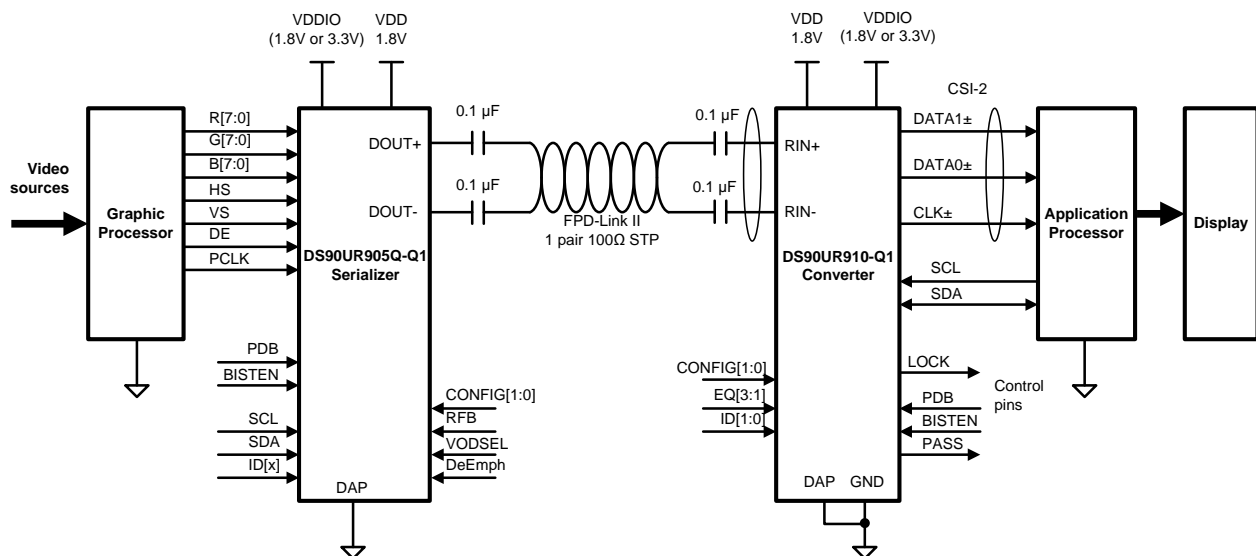 VDDIO
(1.8V or 3.3V)
VDD
1.8V
VDD
1.8V
VDDIO
(1.8V or 3.3V)
Video
sources
Graphic
Processor
R[7:0]
G[7:0]
B[7:0]
HS
VS
DE
PCLK
PDB
BISTEN
SCL
SDA
ID[x]
DS90UR905Q-Q1
Serializer
DOUT+
DOUT-
DAP
CONFIG[1:0]
RFB
VODSEL
DeEmph
0.1 µF
0.1 µF
FPD-Link II
1 pair 100Ω STP
0.1 µF
0.1 µF
RIN+
RIN-
DS90UR910-Q1
Converter
CONFIG[1:0]
EQ[3:1]
ID[1:0]
DAP
GND
CSI-2
DATA1±
DATA0±
CLK±
SCL
SDA
LOCK
PDB
BISTEN
PASS
Control
pins
Application
Processor
Display